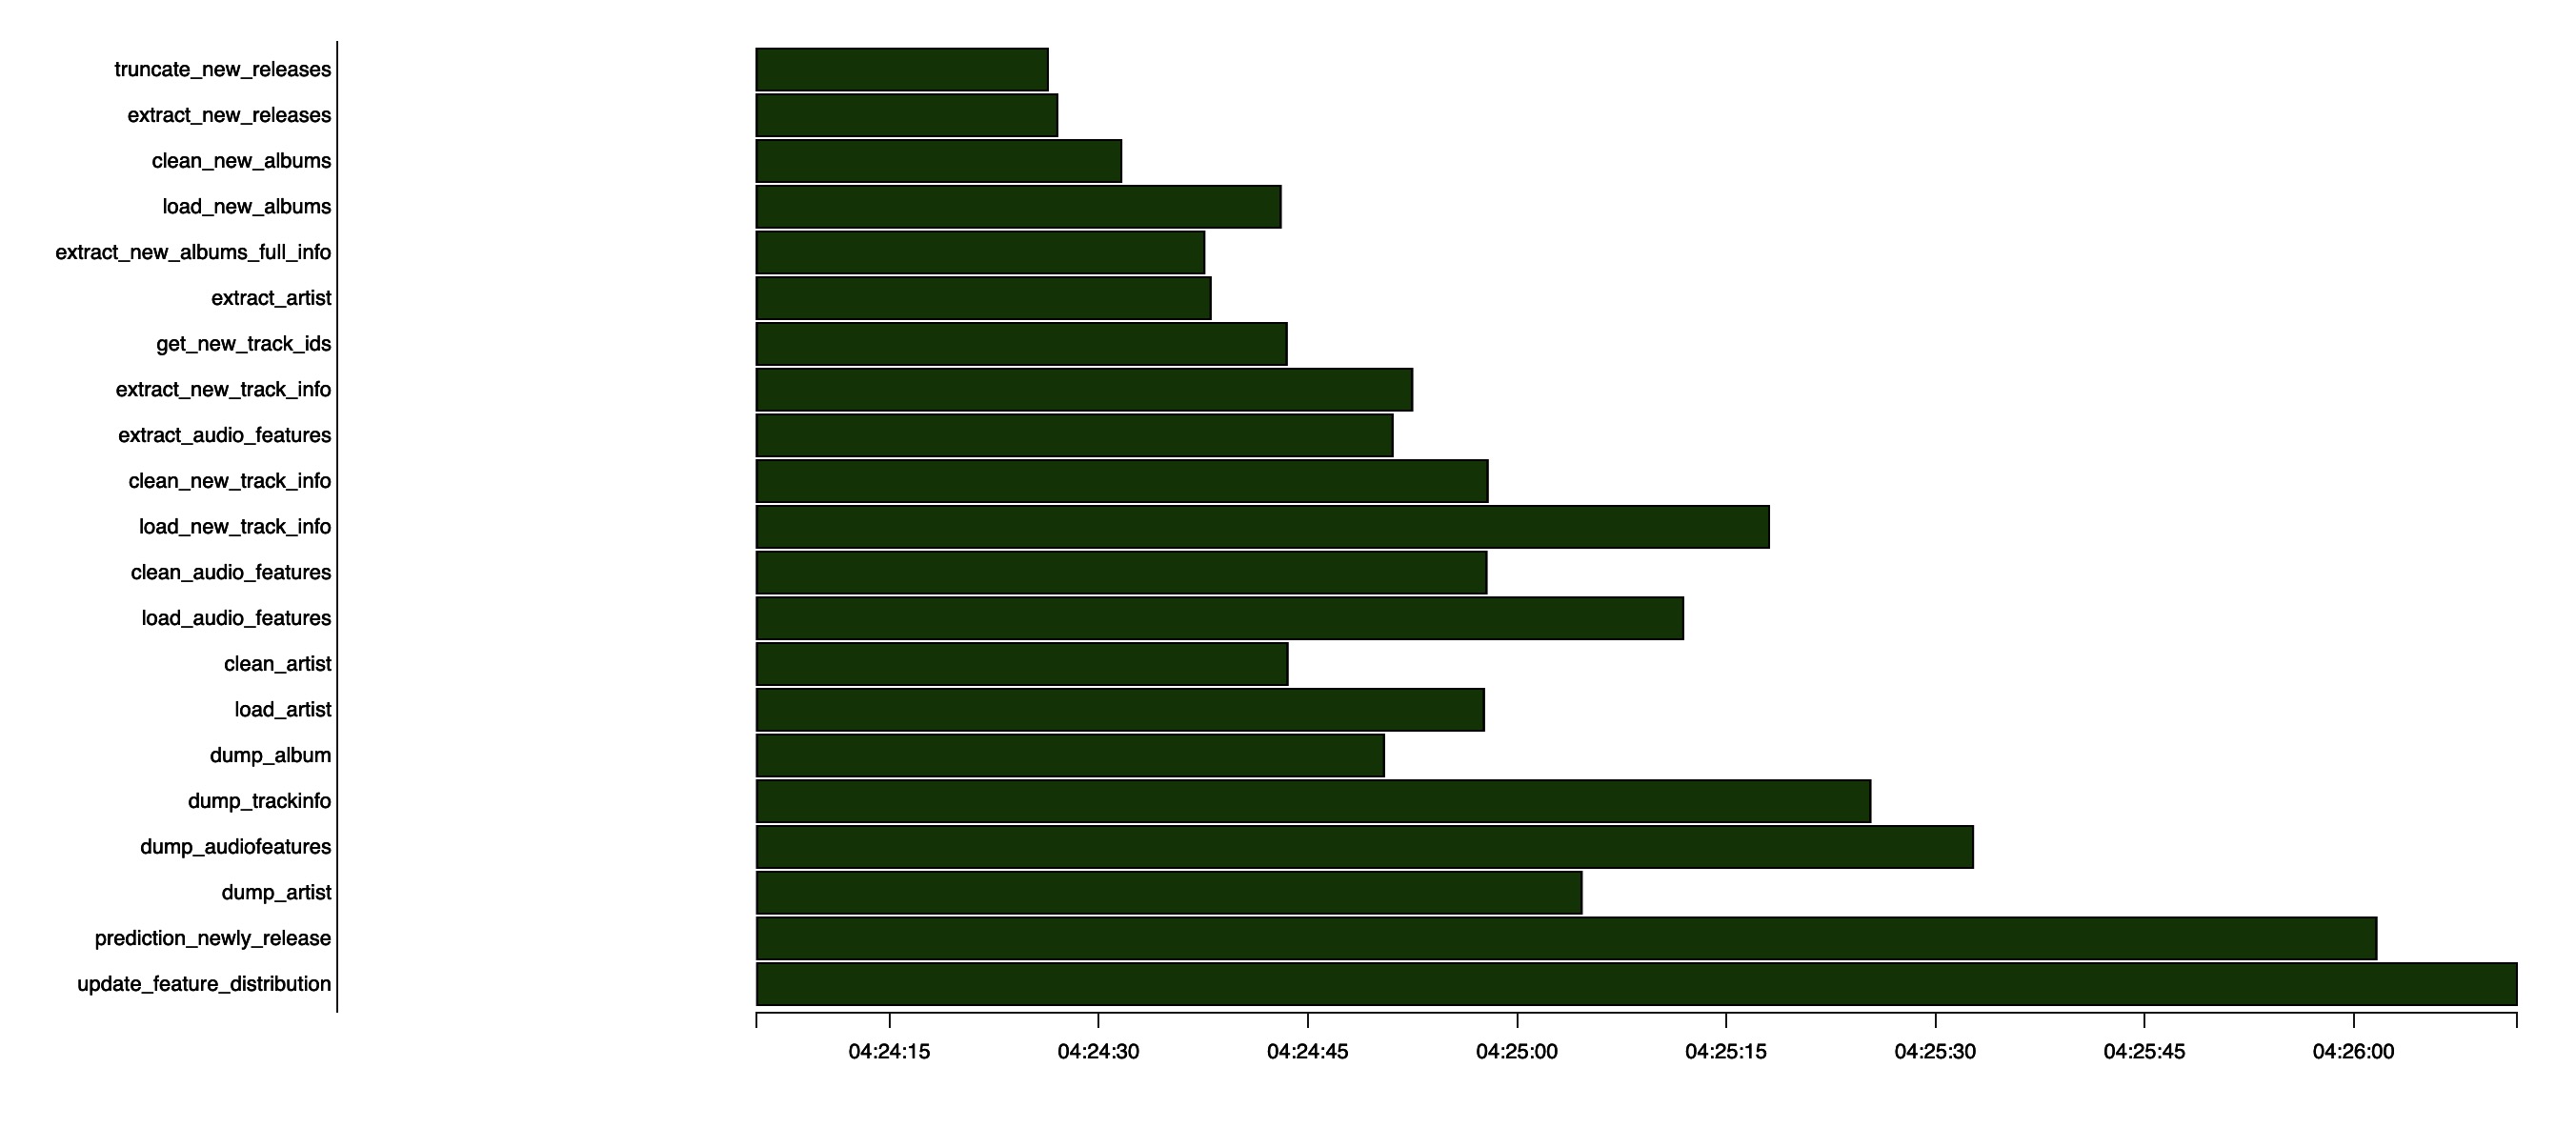 truncate_new_releases
extract_new_releases
clean_new_albums
load_new_albums
extract_new_albums_full_info
extract_artist
get_new_track_ids
extract_new_track_info
extract_audio_features
clean_new_track_info
load_new_track_info
clean_audio_features
load_audio_features
clean_artist
load_artist
dump_album
dump_trackinfo
dump_audiofeatures
dump_artist
prediction_newly_release
update_feature_distribution
04:24:15 04:24:30 04:24:45 04:25:00 04:25:15 04:25:30 04:25:45 04:26:00